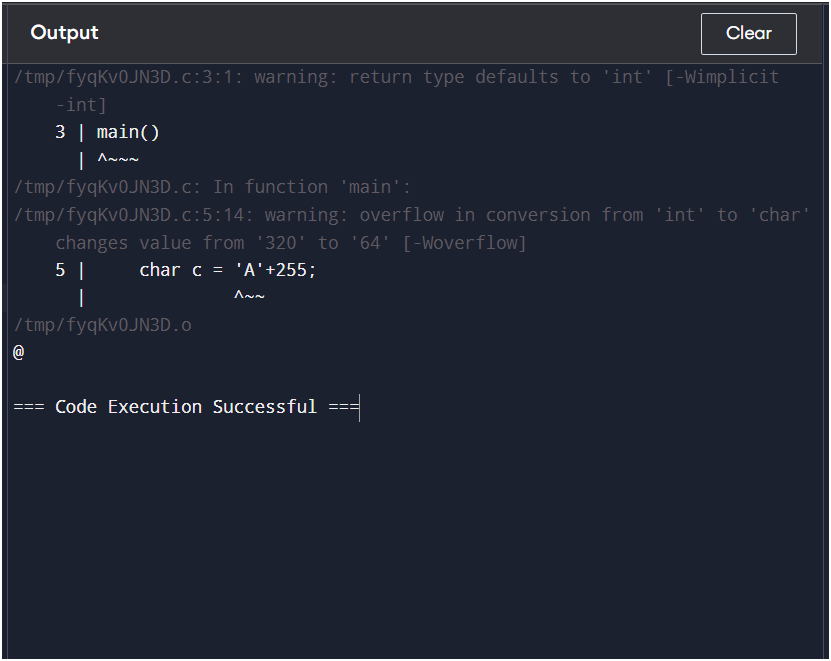 Output
Clear
/tmp/fyqKv0JN3D.c:3:1: warning: return type defaults to 'int' [-Wimplicit
-int]
3 | main()
| ^~~~
/tmp/fyqKv0JN3D.c: In function 'main':
/tmp/fyqKv0JN3D.c:5:14: warning: overflow in conversion from 'int' to 'char'
changes value from '320' to '64' [-Woverflow]
5 |     char c = 'A'+255;
|              ^~~
/tmp/fyqKv0JN3D.o
@
=== Code Execution Successful ===